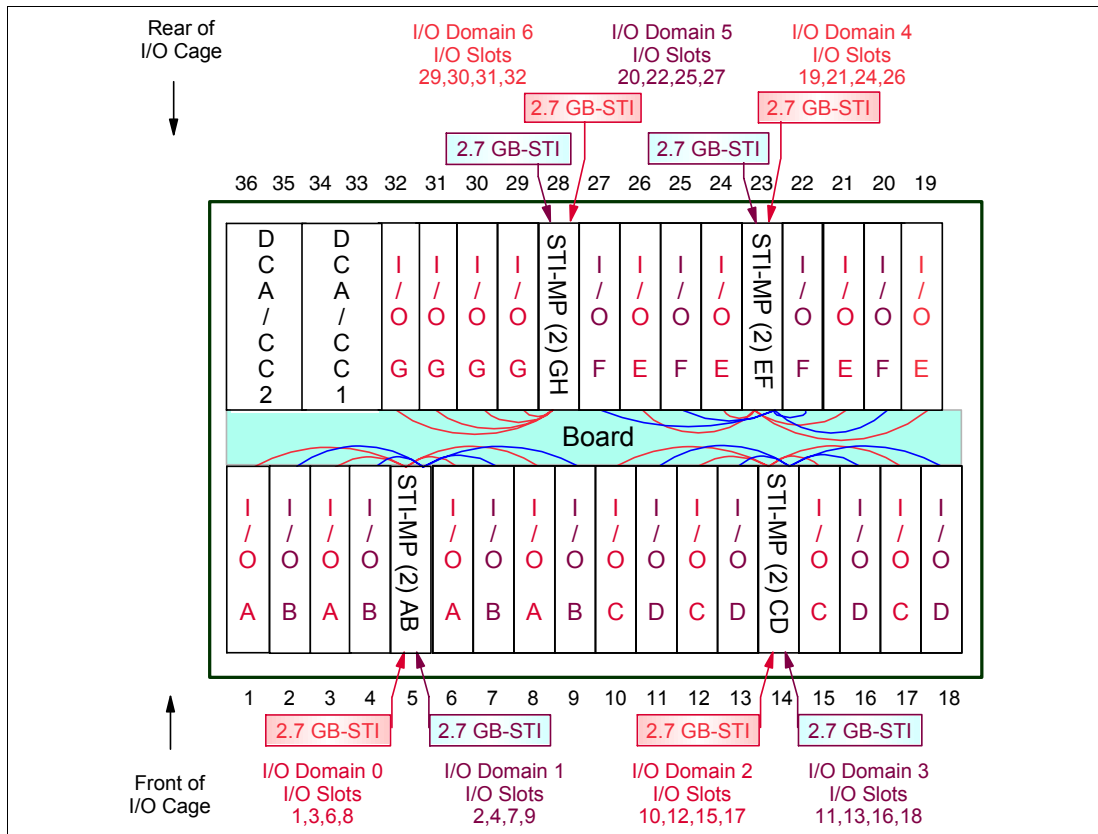 Rear of
I/O Cage
I/O Domain 6
I/O Slots
29,30,31,32
I/O Domain 5
I/O Slots
20,22,25,27
I/O Domain 4
I/O Slots
19,21,24,26
2.7 GB-STI
2.7 GB-STI
2.7 GB-STI
2.7 GB-STI
36 35 34 33 32 31 30 29 28 27 26 25 24 23 22 21 20 19
DCA/CC2
DCA/CC1
I/O G
I/O G
I/O G
I/O G
STI-MP (2) GH
I/O F
I/O E
I/O F
I/O E
STI-MP (2) EF
I/O F
I/O E
I/O F
I/O E
Board
I/O A
I/O B
I/O A
I/O B
STI-MP (2) AB
I/O A
I/O B
I/O A
I/O B
I/O C
I/O D
I/O C
I/O D
STI-MP (2) CD
I/O C
I/O D
I/O C
I/O D
1 2 3 4 5 6 7 8 9 10 11 12 13 14 15 16 17 18
2.7 GB-STI
2.7 GB-STI
2.7 GB-STI
2.7 GB-STI
Front of
I/O Cage
I/O Domain 0
I/O Slots
1,3,6,8
I/O Domain 1
I/O Slots
2,4,7,9
I/O Domain 2
I/O Slots
10,12,15,17
I/O Domain 3
I/O Slots
11,13,16,18